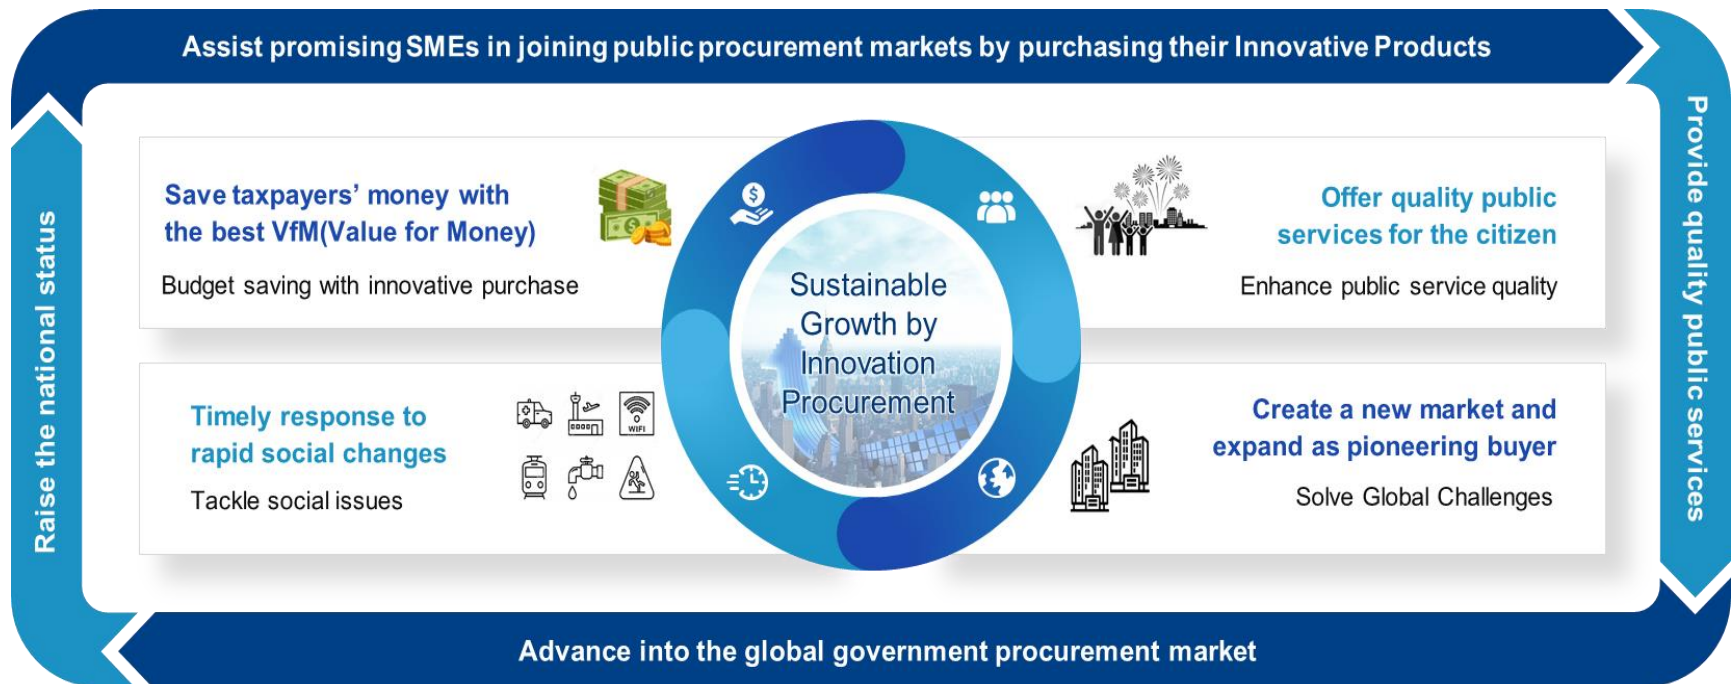 Assist promising SMEs in joining public procurement markets by purchasing their Innovative Products
Provide quality public services
Advance into the global government procurement market
Raise the national status
Save taxpayers’ money with
the best VfM(Value for Money)
Budget saving with innovative purchase
Offer quality public
services for the citizen
Enhance public service quality
Sustainable
Growth by
Innovation
Procurement
Timely response to
rapid social changes
Tackle social issues
WIFI
Create a new market and
expand as pioneering buyer
Solve Global Challenges